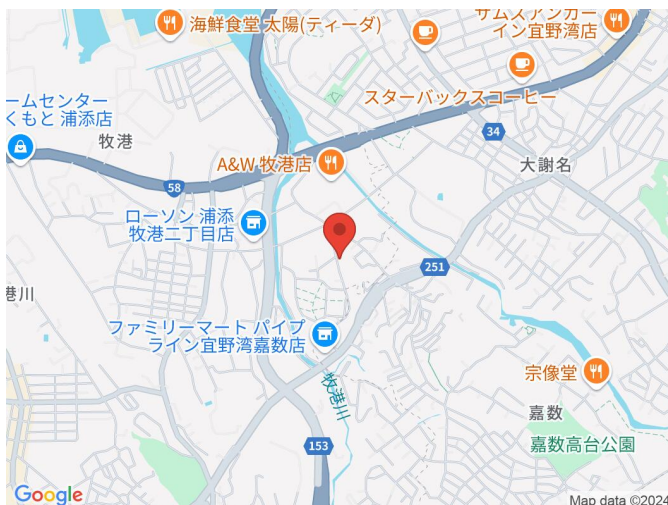 海鮮食堂 太陽(ティーダ)
サムズアンカー
イン宜野湾店
スターバックスコーヒー
ームセンター
くもと 浦添店
牧港
34
大謝名
A&W 牧港店
58
ローソン 浦添
牧港二丁目店
251
港川
ファミリーマート パイプ
ライン宜野湾嘉数店
宗像堂
牧港川
嘉数
153
嘉数高台公園
Google
Map data ©2024